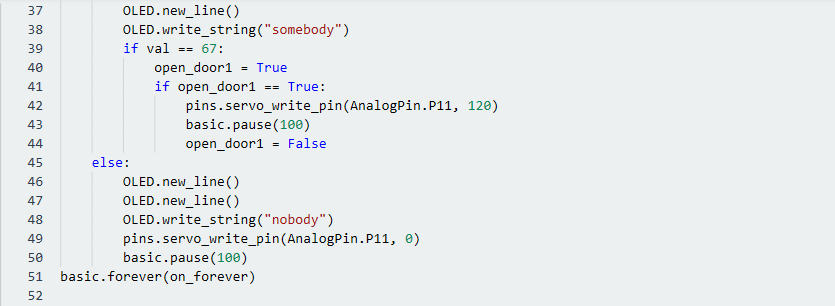 37 OLED.new_line()
38 OLED.write_string("somebody")
39 if val == 67:
40 open_door1 = True
41 if open_door1 == True:
42 pins.servo_write_pin(AnalogPin.P11, 120)
43 basic.pause(100)
44 open_door1 = False
45 else:
46 OLED.new_line()
47 OLED.new_line()
48 OLED.write_string("nobody")
49 pins.servo_write_pin(AnalogPin.P11, 0)
50 basic.pause(100)
51 basic.forever(on_forever)
52